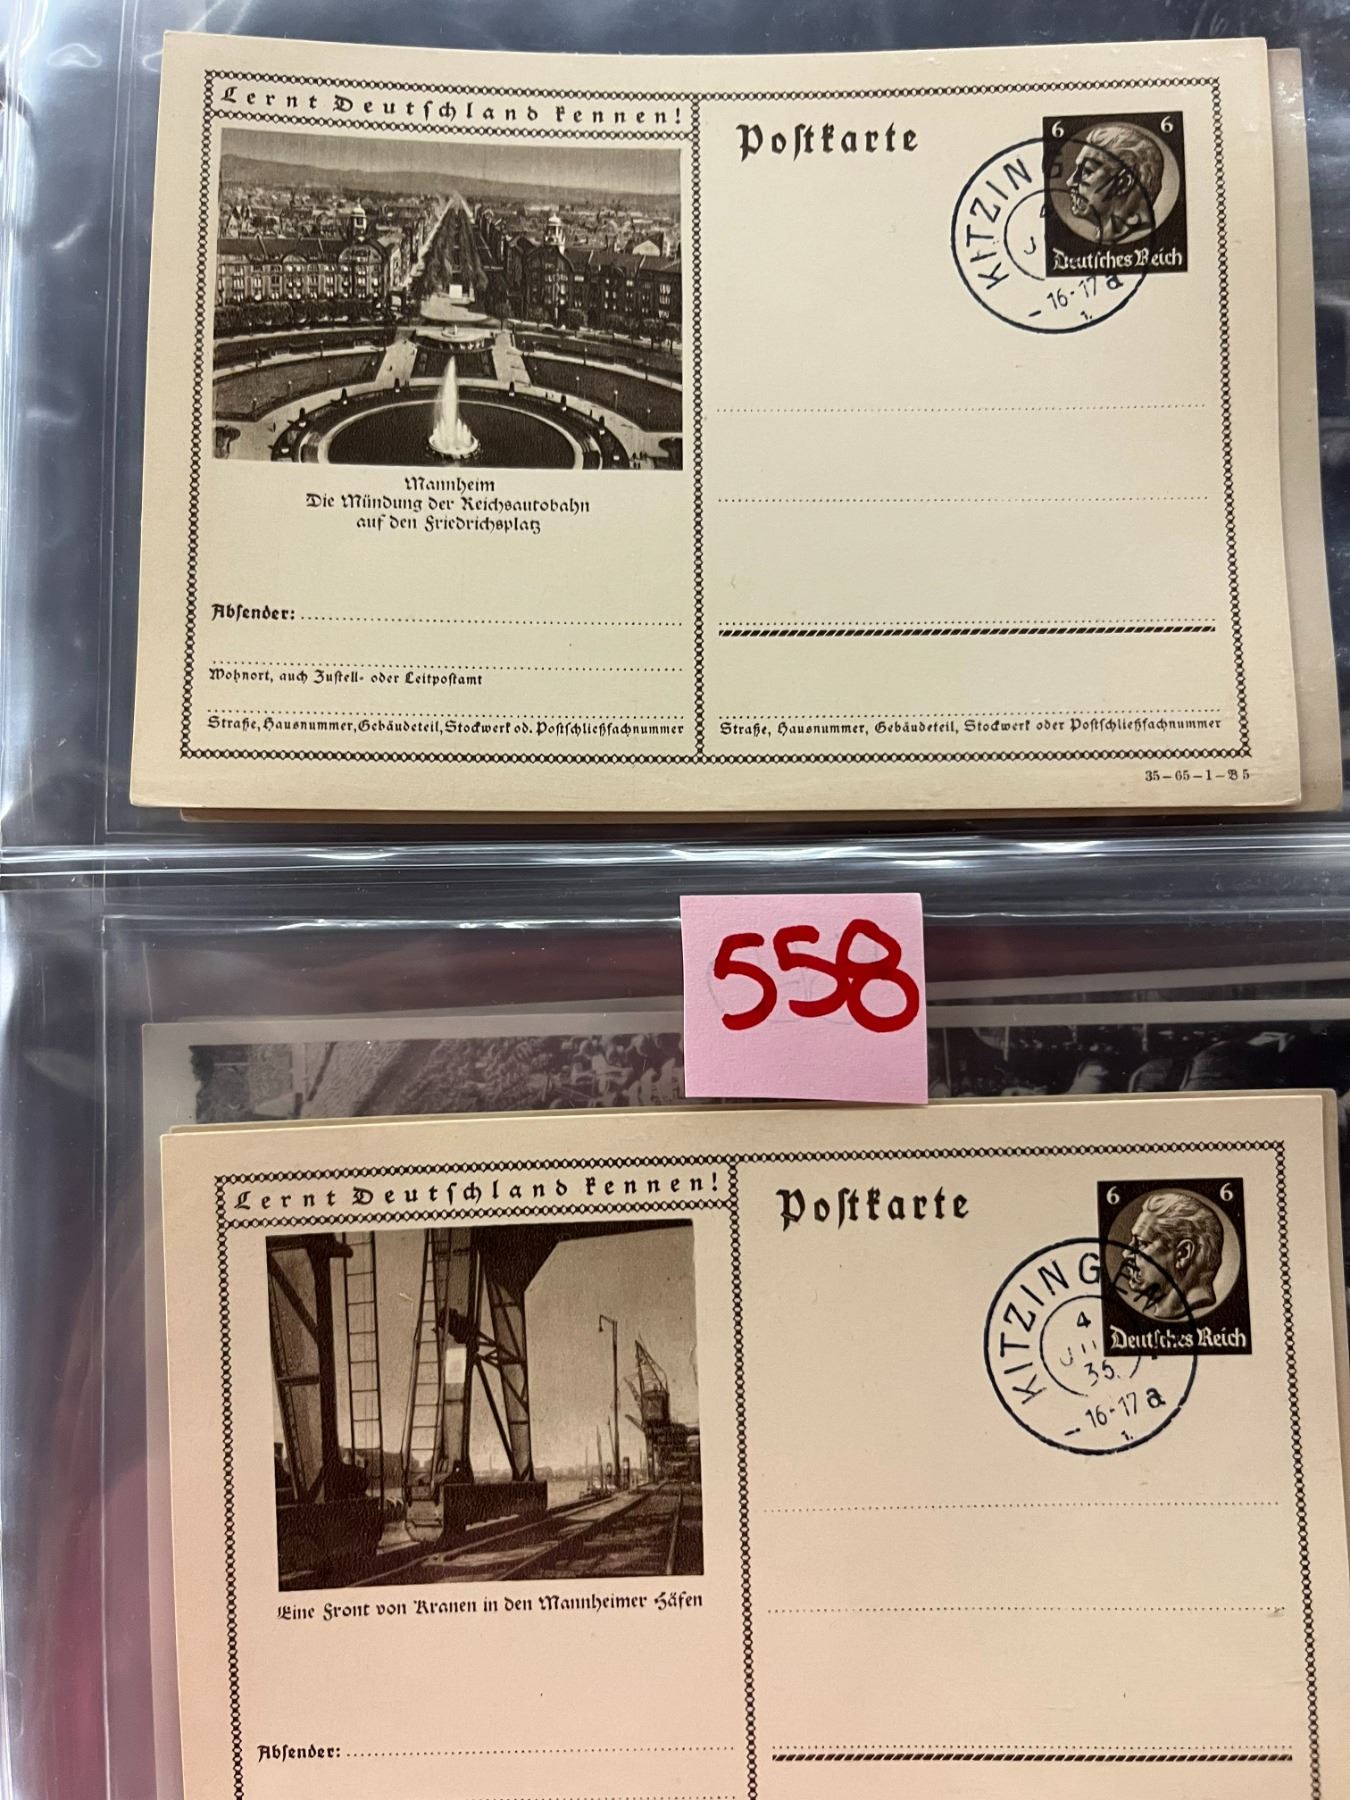 Lernt Deutschland kennen!
Postkarte
6 6
Deutsches Reich
KITZINGEN
-16-17 a
Mannheim
Die Mündung der Reichsautobahn
auf den Friedrichsplatz
Absender:
Wohnort, auch Zustell- oder Leitpostamt
Straße, Hausnummer, Gebäudeteil, Stockwerk od. Postschließfachnummer
Straße, Hausnummer, Gebäudeteil, Stockwerk oder Postschließfachnummer
35-65-1-B 5
558
Lernt Deutschland kennen!
Postkarte
6 6
Deutsches Reich
KITZINGEN
4
35.
-16-17 a
Eine Front von Kranen in den Mannheimer Häfen
Absender: